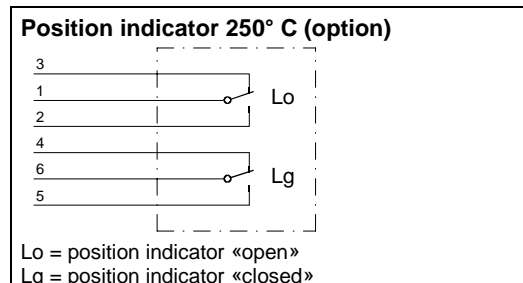 Position indicator 250° C (option)
3
1
Lo
2
4
6
Lg
5
Lo = position indicator «open»
Lg = position indicator «closed»